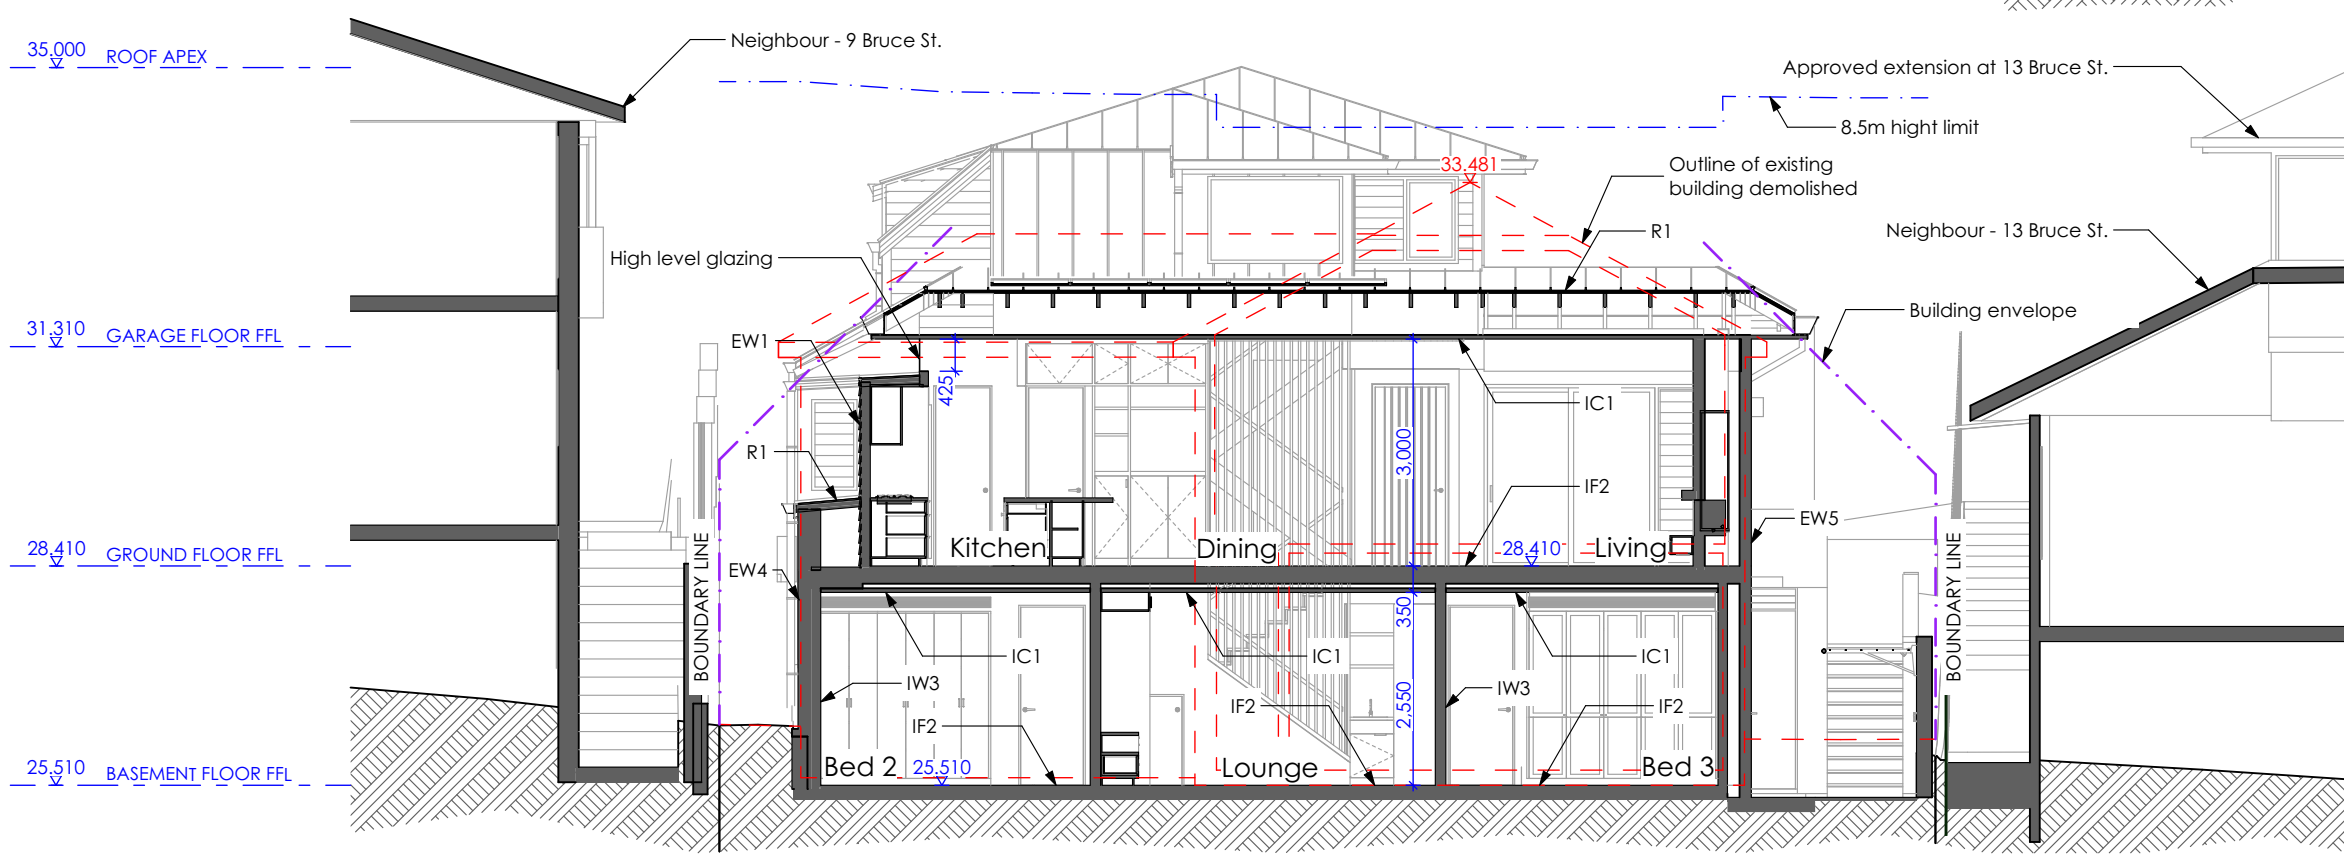 35.000 ROOF APEX
Neighbour - 9 Bruce St.
Approved extension at 13 Bruce St.
8.5m hight limit
33.481
Outline of existing
building demolished
R1
Neighbour - 13 Bruce St.
High level glazing
Building envelope
31.310 GARAGE FLOOR FFL
EW1
425
IC1
R1
3,000
IF2
EW5
28.410 GROUND FLOOR FFL
Kitchen
Dining
28.410
Living
EW4
BOUNDARY LINE
BOUNDARY LINE
350
IC1
IC1
IC1
IW3
IW3
2,550
IF2
IF2
IF2
25.510 BASEMENT FLOOR FFL
Bed 2
25.510
Lounge
Bed 3